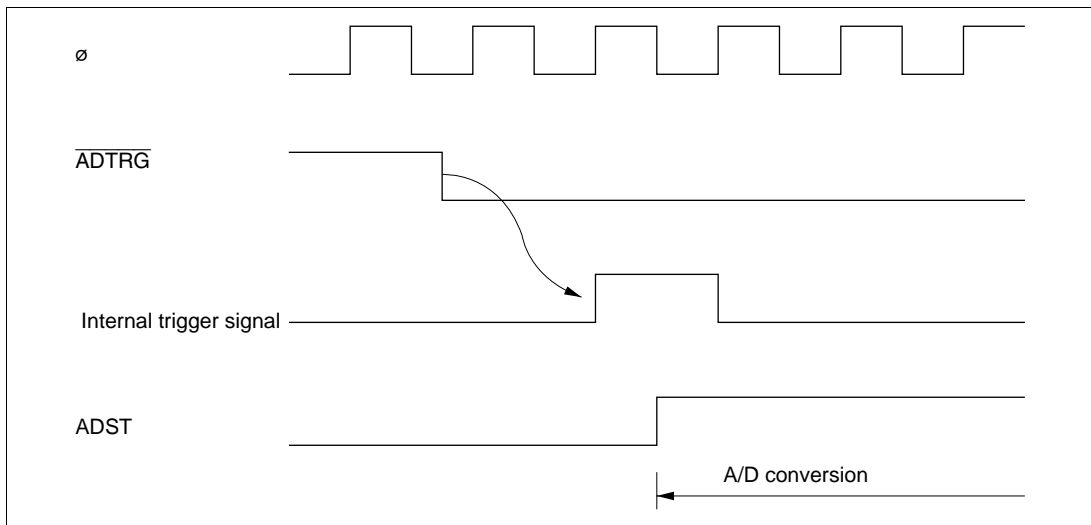 ø
ADTRG
Internal trigger signal
ADST
A/D conversion